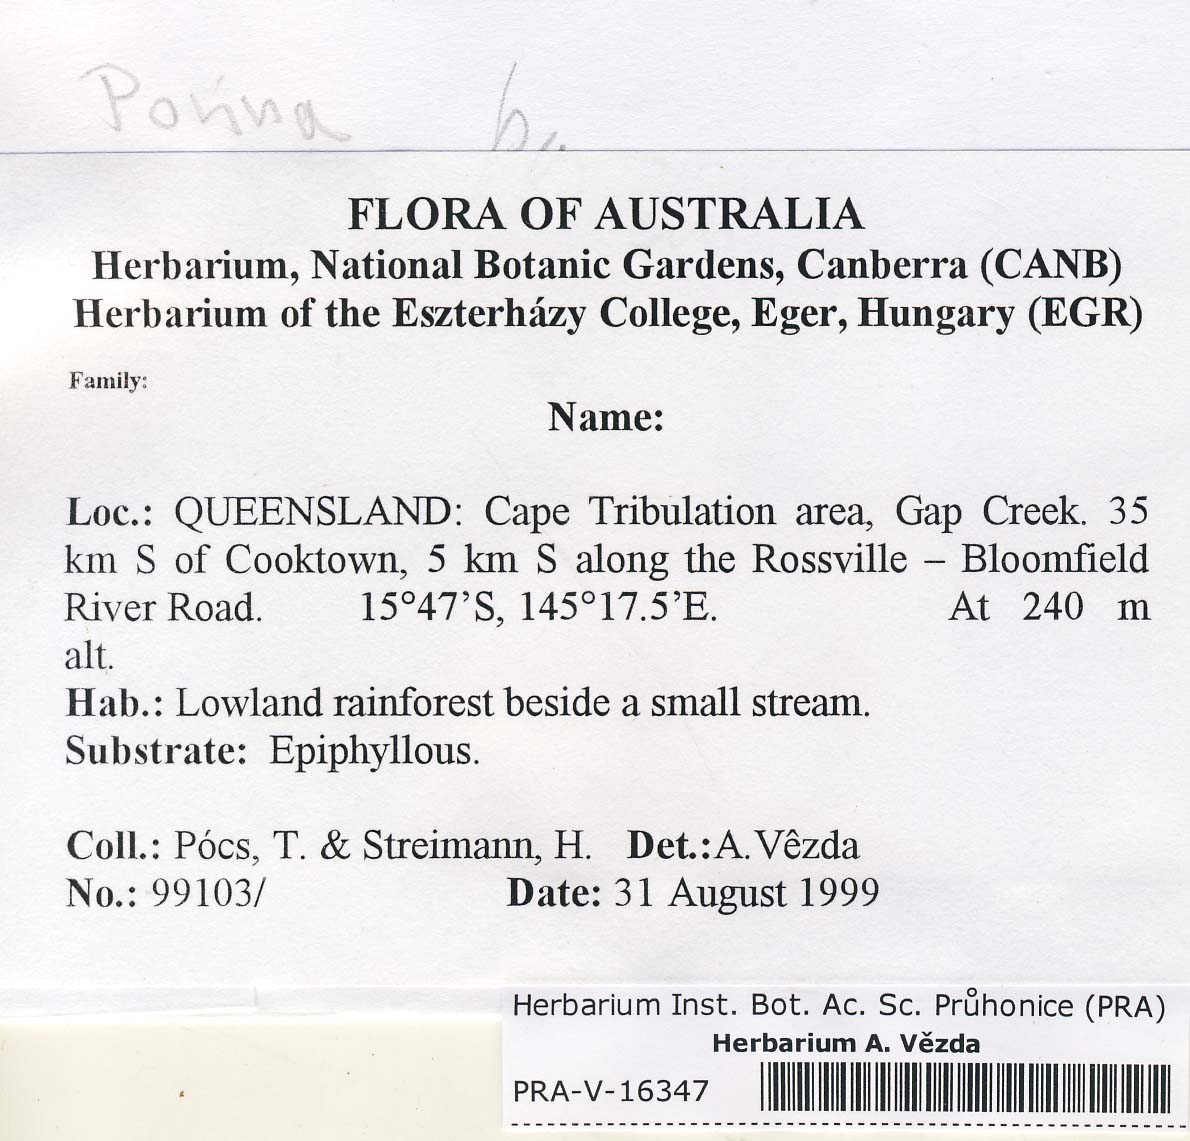 Porina
FLORA OF AUSTRALIA
Herbarium, National Botanic Gardens, Canberra (CANB)
Herbarium of the Eszterházy College, Eger, Hungary (EGR)
Family:
Name:
Loc.: QUEENSLAND: Cape Tribulation area, Gap Creek. 35
km S of Cooktown, 5 km S along the Rossville – Bloomfield
River Road. 15°47’S, 145°17.5’E. At 240 m
alt.
Hab.: Lowland rainforest beside a small stream.
Substrate: Epiphyllous.
Coll.: Pócs, T. & Streimann, H. Det.:A.Vêzda
No.: 99103/ Date: 31 August 1999
Herbarium Inst. Bot. Ac. Sc. Průhonice (PRA)
Herbarium A. Vězda
PRA-V-16347